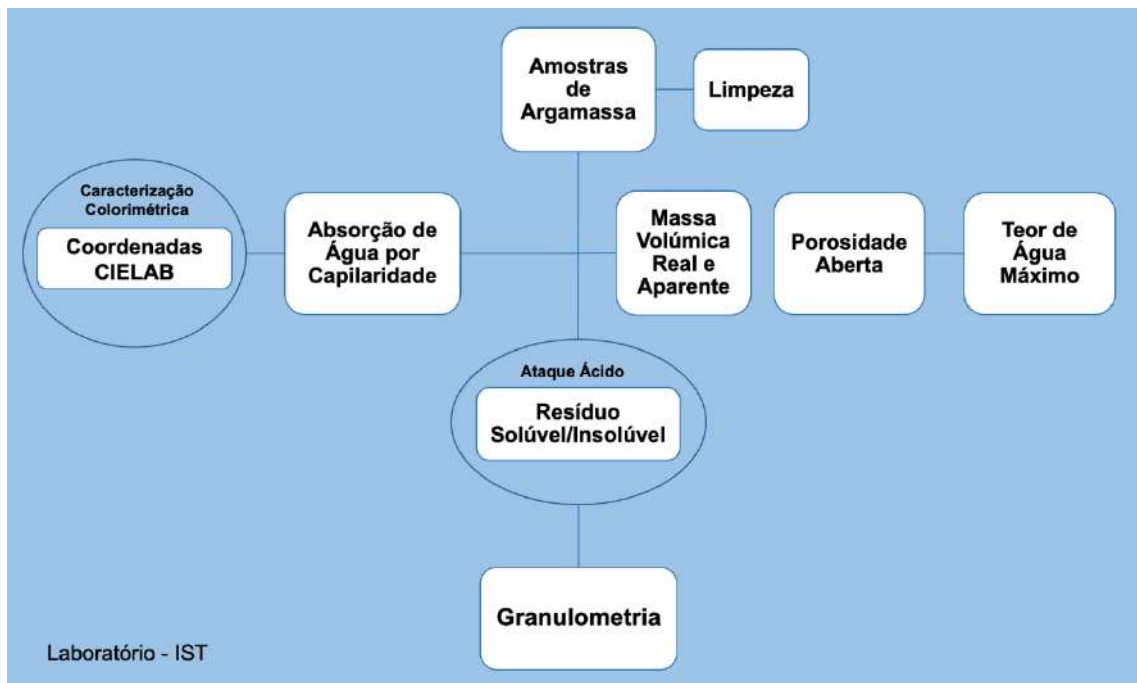 Amostras
de
Argamassa
Limpeza
Caracterização
Colorimétrica
Coordenadas
CIELAB
Absorção de
Água por
Capilaridade
Massa
Volúmica
Real e
Aparente
Porosidade
Aberta
Teor de
Água
Máximo
Ataque Ácido
Resíduo
Solúvel/Insolúvel
Granulometria
Laboratório - IST